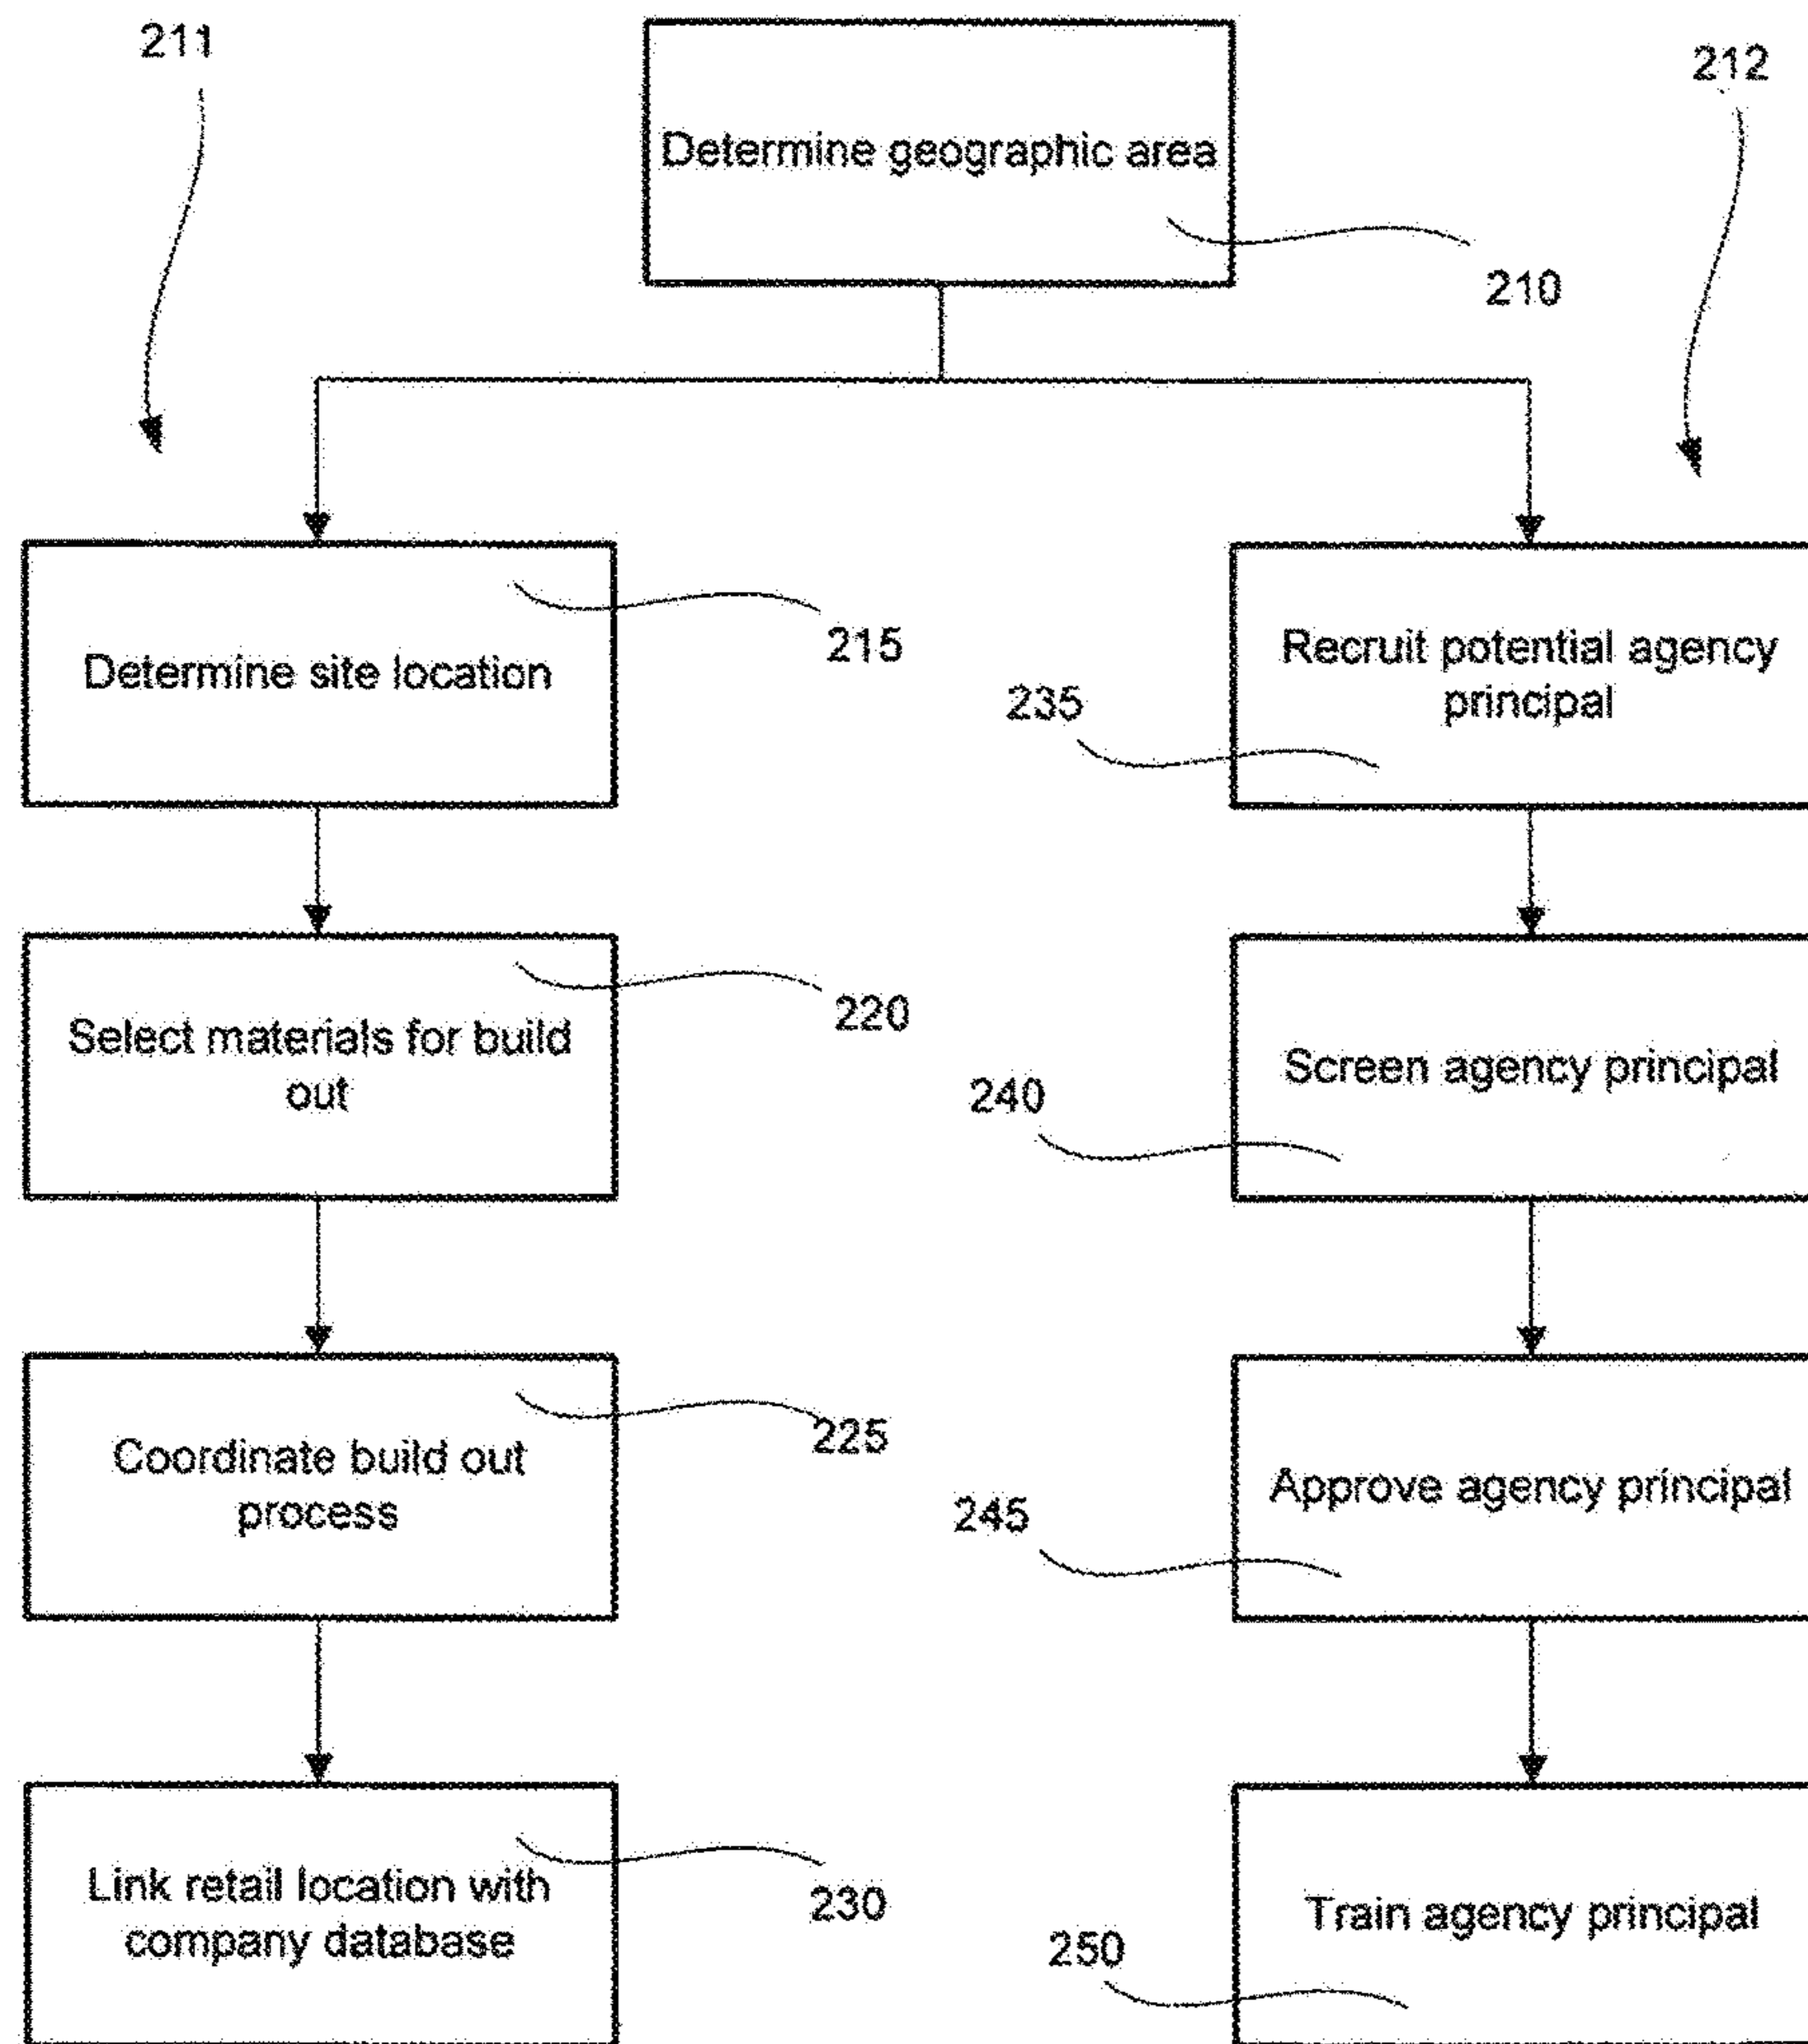 211
212
Determine geographic area
210
Determine site location
215
Recruit potential agency
principal
235
Select materials for build
out
220
Screen agency principal
240
Coordinate build out
process
225
Approve agency principal
245
Link retail location with
company database
230
Train agency principal
250